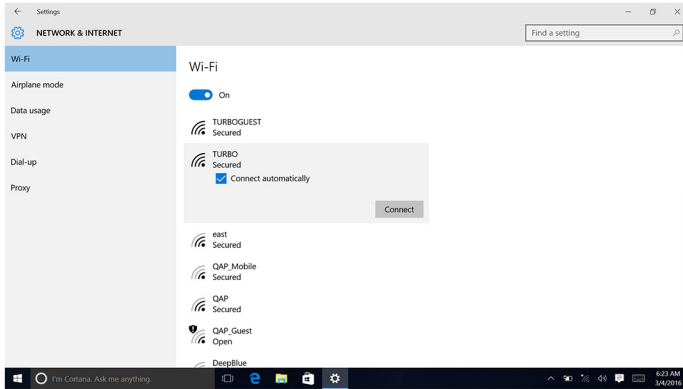 Settings
NETWORK & INTERNET
Find a setting
Wi-Fi
Airplane mode
Data usage
VPN
Dial-up
Proxy
Wi-Fi
On
TURBOGUEST
Secured
TURBO
Secured
Connect automatically
Connect
east
Secured
QAP_Mobile
Secured
QAP
Secured
QAP_Guest
Open
DeepBlue
I'm Cortana. Ask me anything.
6:23 AM
3/4/2016